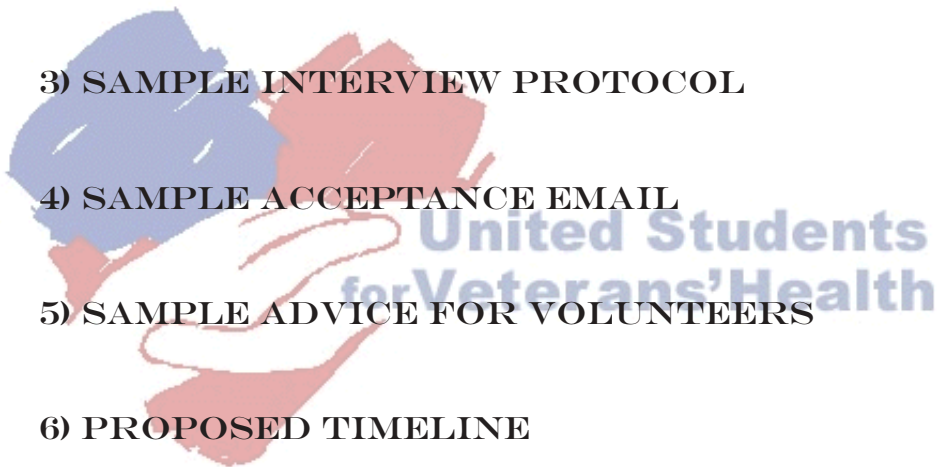 3) SAMPLE INTERVIEW PROTOCOL
4) SAMPLE ACCEPTANCE EMAIL
United Students
for Veterans' Health
5) SAMPLE ADVICE FOR VOLUNTEERS
6) PROPOSED TIMELINE